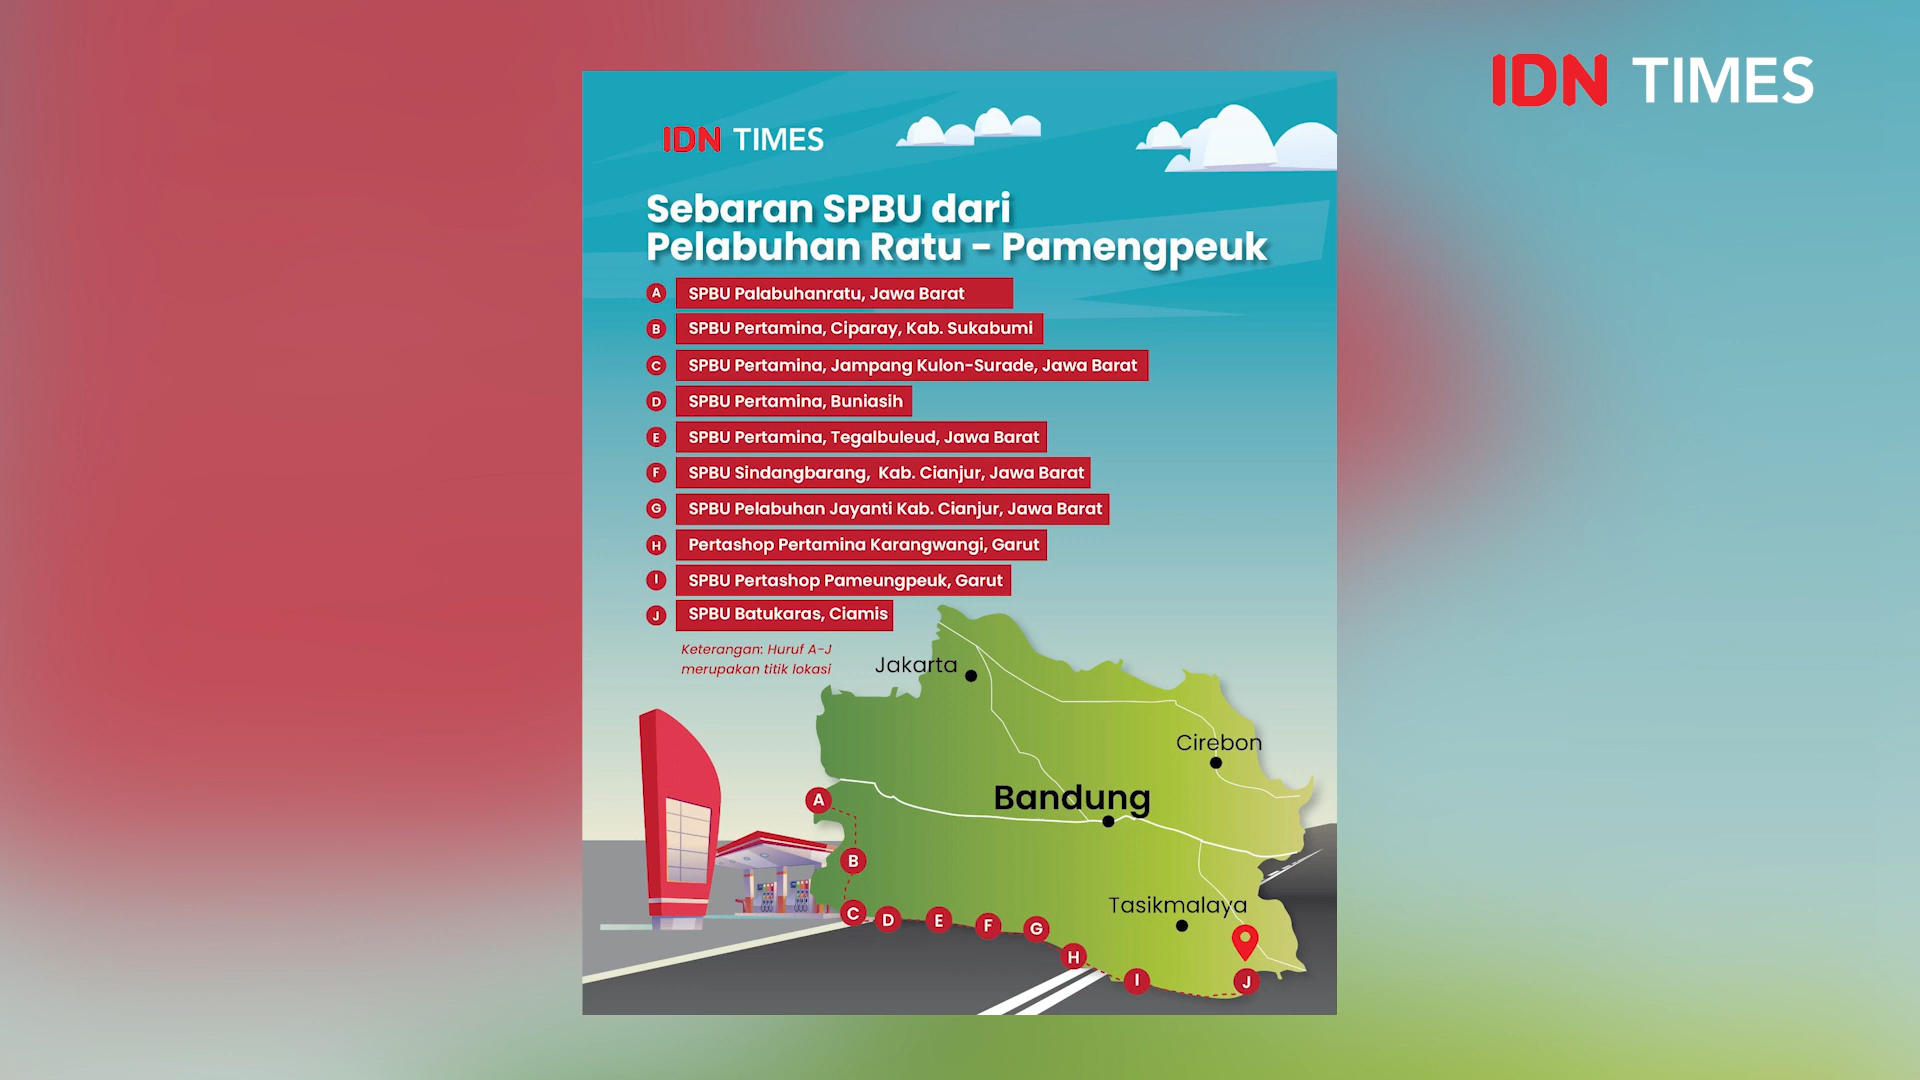 IDN TIMES
IDN TIMES
Sebaran SPBU dari
Pelabuhan Ratu - Pamengpeuk
A SPBU Palabuhanratu, Jawa Barat
B SPBU Pertamina, Ciparay, Kab. Sukabumi
C SPBU Pertamina, Jampang Kulon-Surade, Jawa Barat
D SPBU Pertamina, Buniasih
E SPBU Pertamina, Tegalbuleud, Jawa Barat
F SPBU Sindangbarang, Kab. Cianjur, Jawa Barat
G SPBU Pelabuhan Jayanti Kab. Cianjur, Jawa Barat
H Pertashop Pertamina Karangwangi, Garut
I SPBU Pertashop Pameungpeuk, Garut
J SPBU Batukaras, Ciamis
Keterangan: Huruf A-J
merupakan titik lokasi
Jakarta
Cirebon
Bandung
A
B
Tasikmalaya
C
D
E
F
G
H
I
J